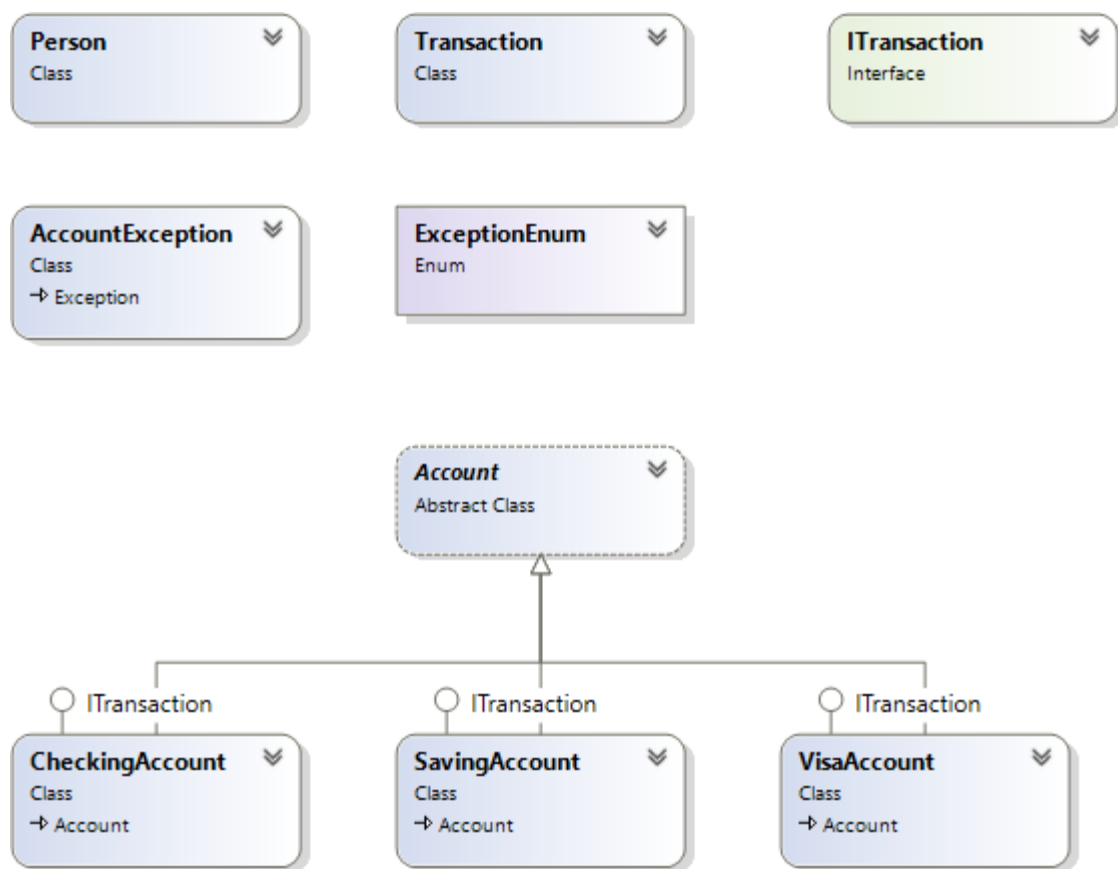 Person
Class
Transaction
Class
ITransaction
Interface
AccountException
Class
Exception
ExceptionEnum
Enum
Account
Abstract Class
ITransaction
ITransaction
ITransaction
CheckingAccount
Class
Account
SavingAccount
Class
Account
VisaAccount
Class
Account